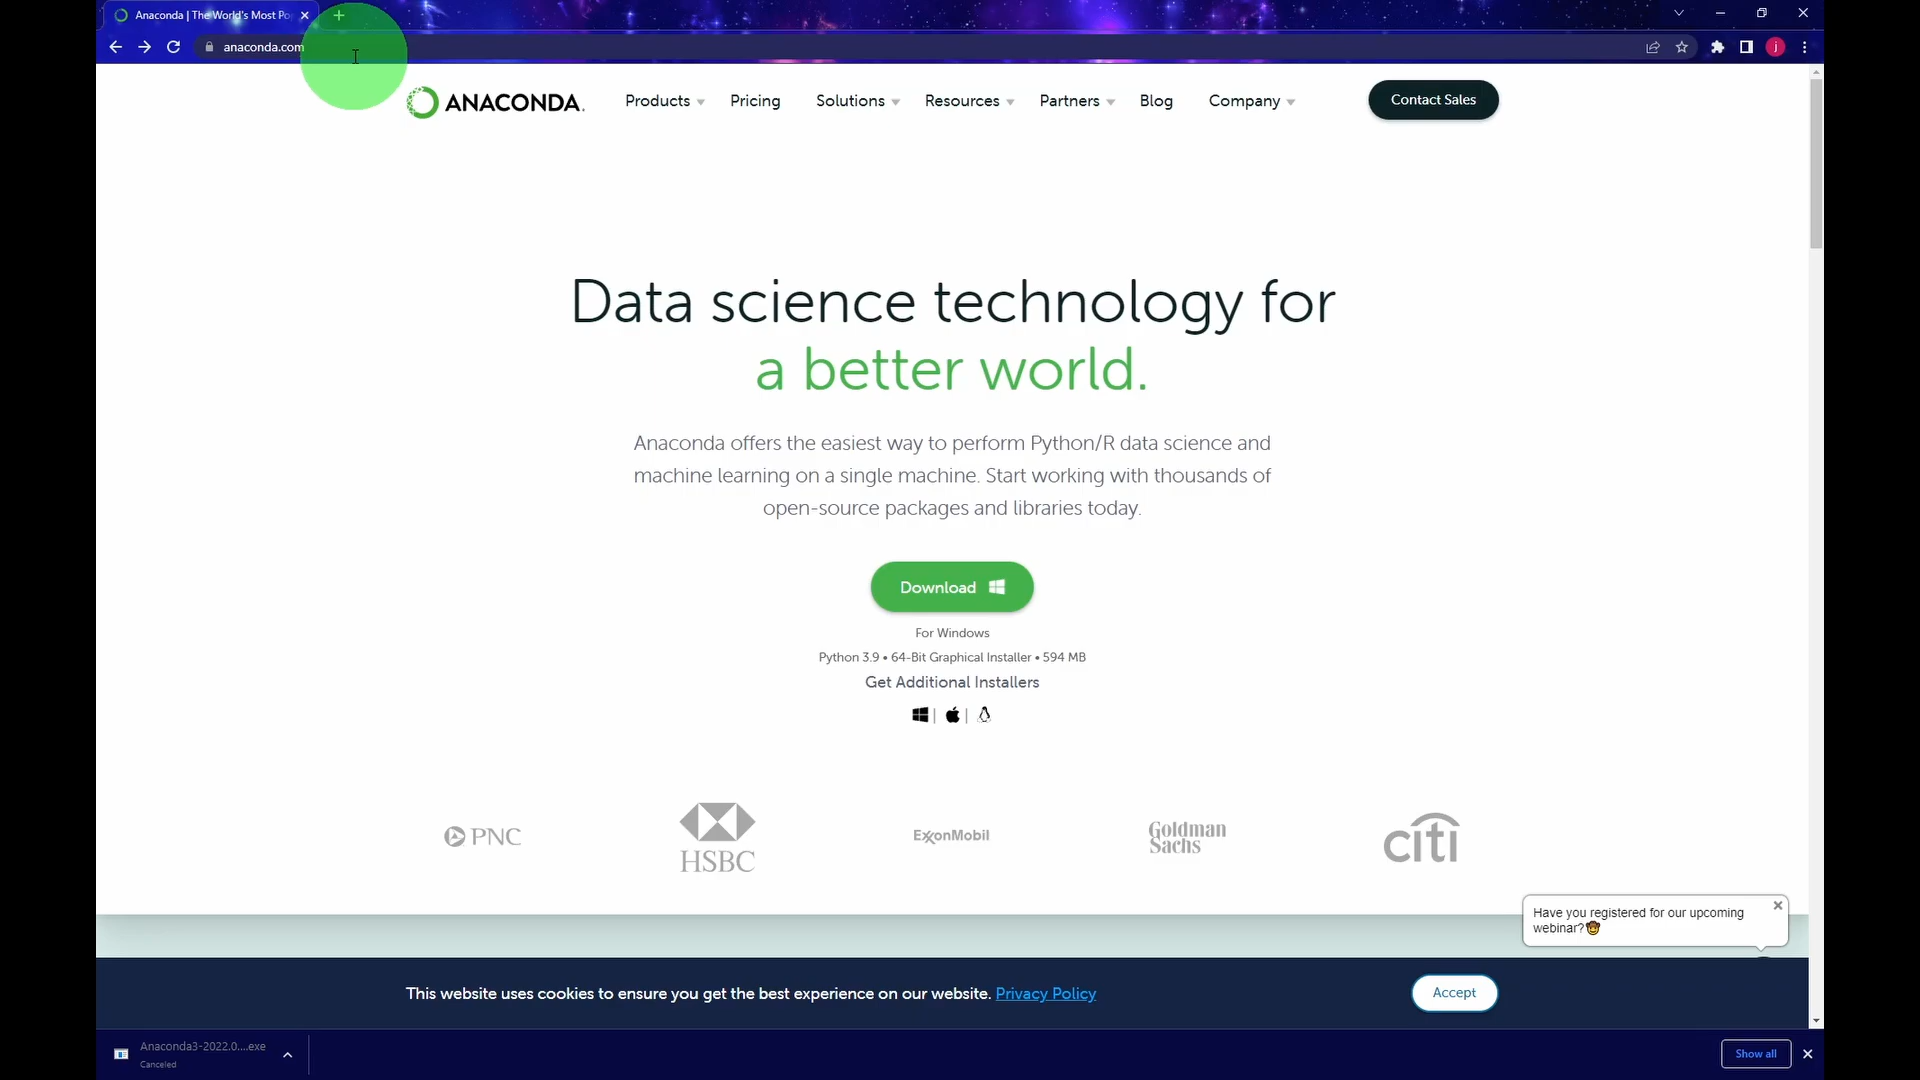 Anaconda | The World's Most Po
anaconda.com
j
ANACONDA.
Products
Pricing
Solutions
Resources
Partners
Blog
Company
Contact Sales
Data science technology for
a better world.
Anaconda offers the easiest way to perform Python/R data science and
machine learning on a single machine. Start working with thousands of
open-source packages and libraries today.
Download
For Windows
Python 3.9 • 64-Bit Graphical Installer • 594 MB
Get Additional Installers
PNC
HSBC
ExxonMobil
Goldman
Sachs
citi
Have you registered for our upcoming
webinar?🤠
This website uses cookies to ensure you get the best experience on our website. Privacy Policy
Accept
Anaconda3-2022.0....exe
Canceled
Show all